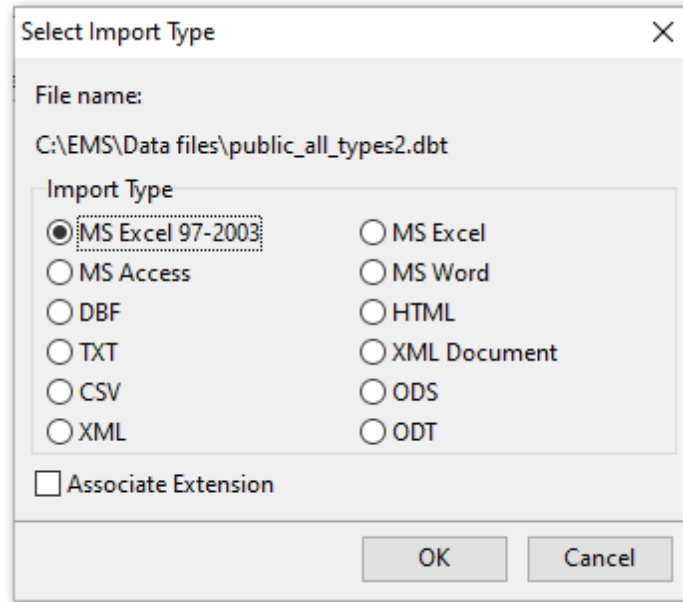 Select Import Type
File name:
C:\EMS\Data files\public_all_types2.dbt
Import Type
MS Excel 97-2003 MS Excel
MS Access MS Word
DBF HTML
TXT XML Document
CSV ODS
XML ODT
Associate Extension
OK Cancel